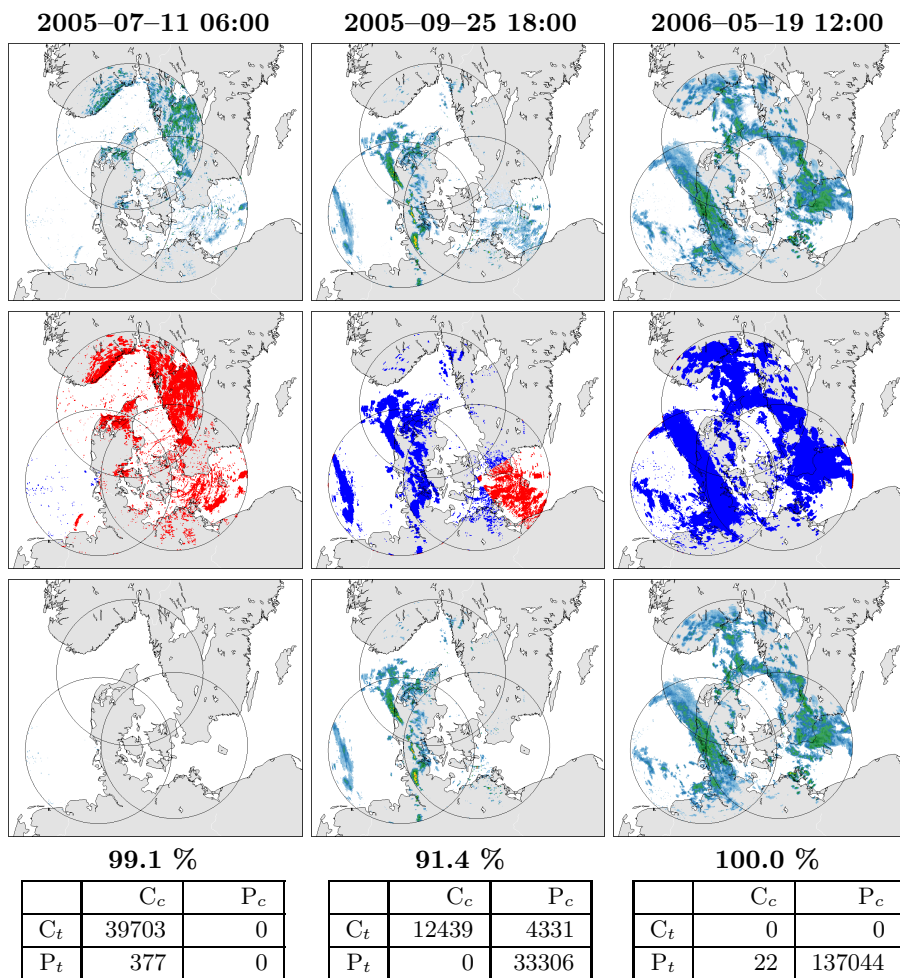 2005–07–11 06:00 2005–09–25 18:00 2006–05–19 12:00
99.1 % 91.4 % 100.0 %
C_c P_c C_c P_c C_c P_c
C_t 39703 0 C_t 12439 4331 C_t 0 0
P_t 377 0 P_t 0 33306 P_t 22 137044